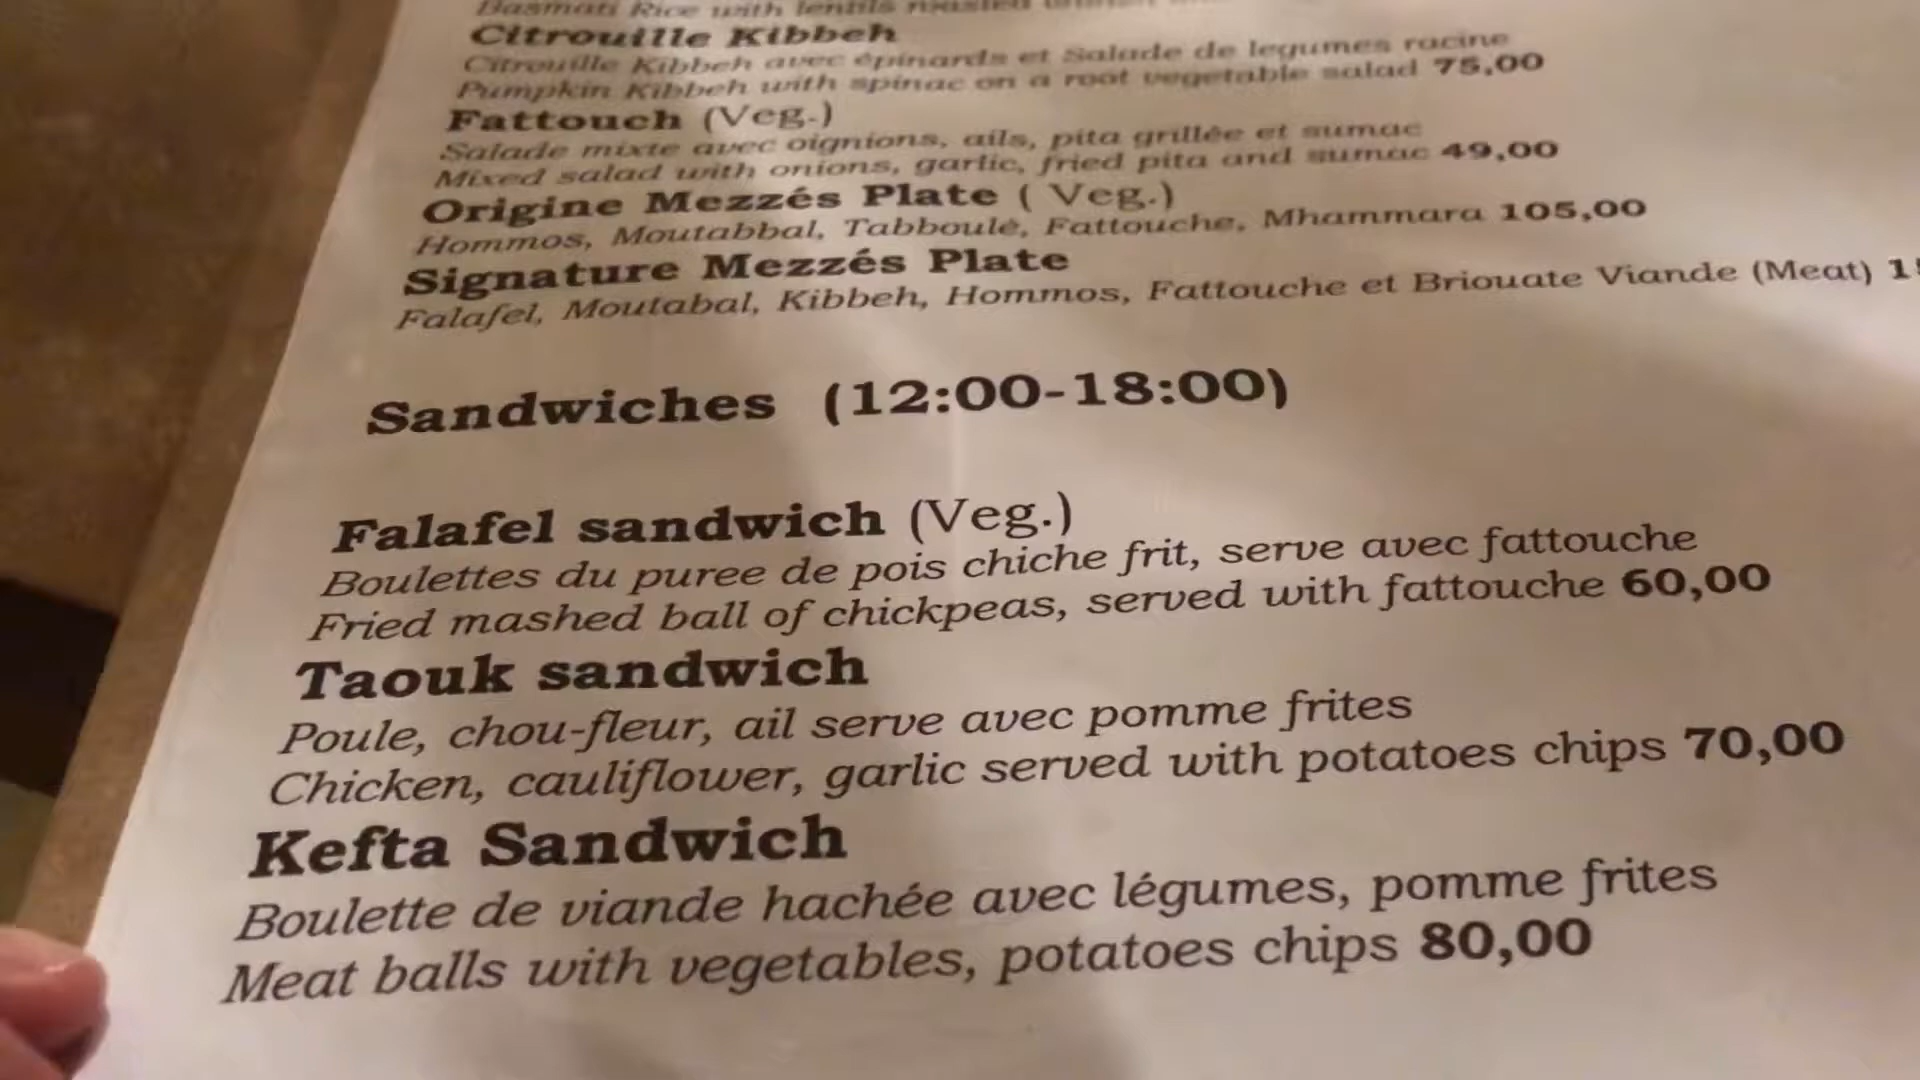 Basmati Rice with lentils roasted
Citrouille Kibbeh
Citrouille Kibbeh avec épinards et Salade de legumes racine
Pumpkin Kibbeh with spinac on a root vegetable salad 75,00
Fattouch (Veg.)
Salade mixte avec oignions, ails, pita grillée et sumac
Mixed salad with onions, garlic, fried pita and sumac 49,00
Origine Mezzés Plate ( Veg.)
Hommos, Moutabbal, Tabboulé, Fattouche, Mhammara 105,00
Signature Mezzés Plate
Falafel, Moutabal, Kibbeh, Hommos, Fattouche et Briouate Viande (Meat)
Sandwiches (12:00-18:00)
Falafel sandwich (Veg.)
Boulettes du puree de pois chiche frit, serve avec fattouche
Fried mashed ball of chickpeas, served with fattouche 60,00
Taouk sandwich
Poule, chou-fleur, ail serve avec pomme frites
Chicken, cauliflower, garlic served with potatoes chips 70,00
Kefta Sandwich
Boulette de viande hachée avec légumes, pomme frites
Meat balls with vegetables, potatoes chips 80,00